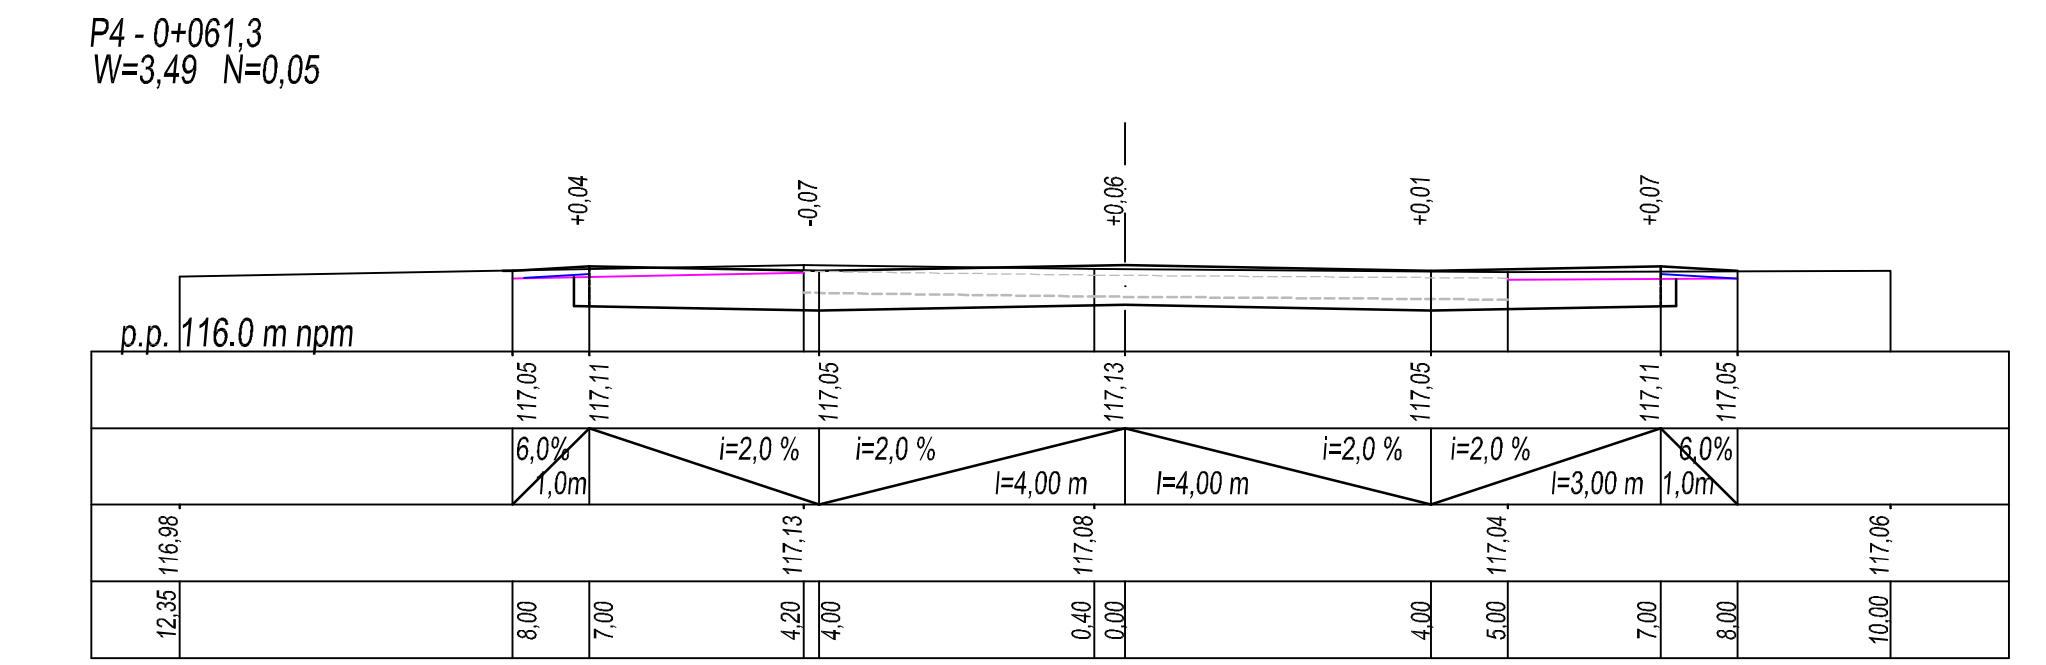 P4 - 0+061,3
W=3,49 N=0,05
+0,04 -0,07 +0,06 +0,01 +0,07
p.p. 116.0 m npm
117,05 117,11 117,05 117,13 117,05 117,11 117,05
6,0% i=2,0 % i=2,0 % i=2,0 % i=2,0 % 6,0%
1,0m l=4,00 m l=4,00 m l=3,00 m 1,0m
116,98 117,13 117,08 117,04 117,06
12,35 8,00 7,00 4,20 4,00 0,40 0,00 4,00 5,00 7,00 8,00 10,00